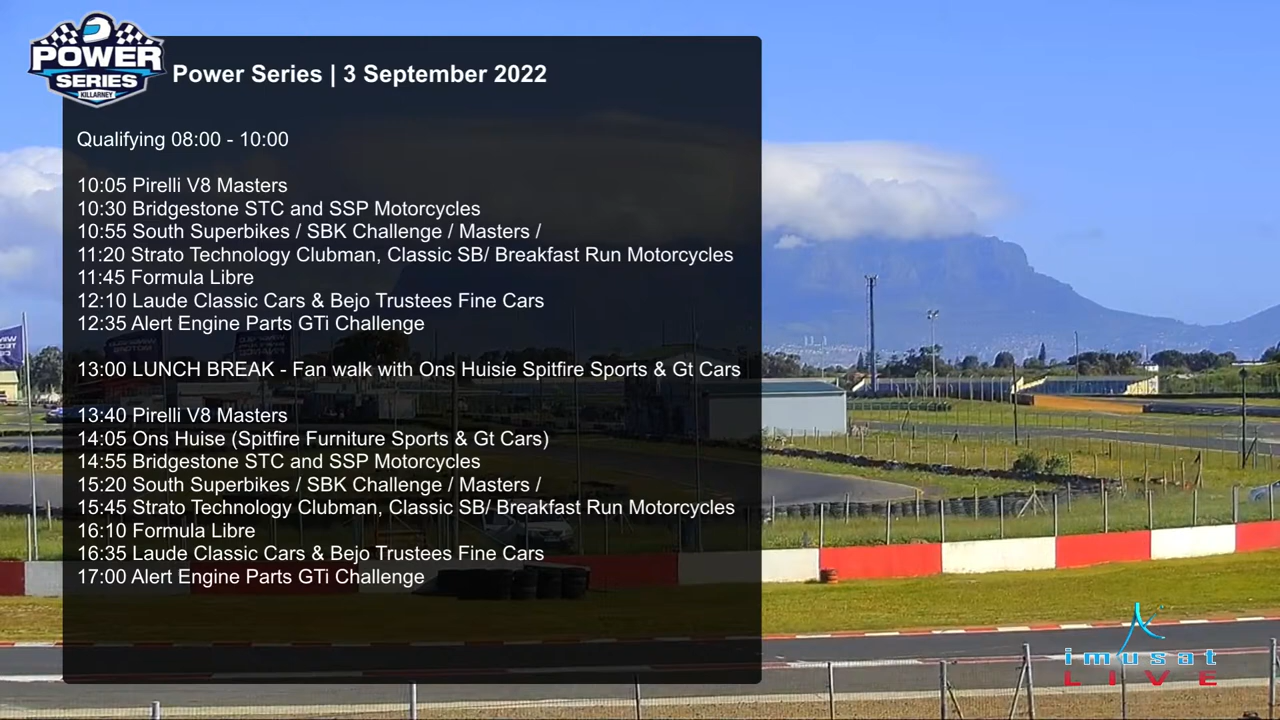 POWER
SERIES
KILLARNEY
Power Series | 3 September 2022
Qualifying 08:00 - 10:00
10:05 Pirelli V8 Masters
10:30 Bridgestone STC and SSP Motorcycles
10:55 South Superbikes / SBK Challenge / Masters /
11:20 Strato Technology Clubman, Classic SB/ Breakfast Run Motorcycles
11:45 Formula Libre
12:10 Laude Classic Cars & Bejo Trustees Fine Cars
12:35 Alert Engine Parts GTi Challenge
13:00 LUNCH BREAK - Fan walk with Ons Huisie Spitfire Sports & Gt Cars
13:40 Pirelli V8 Masters
14:05 Ons Huise (Spitfire Furniture Sports & Gt Cars)
14:55 Bridgestone STC and SSP Motorcycles
15:20 South Superbikes / SBK Challenge / Masters /
15:45 Strato Technology Clubman, Classic SB/ Breakfast Run Motorcycles
16:10 Formula Libre
16:35 Laude Classic Cars & Bejo Trustees Fine Cars
17:00 Alert Engine Parts GTi Challenge
imusat
LIVE